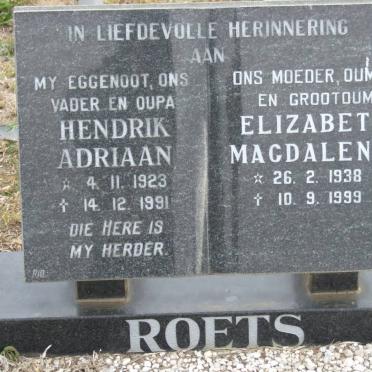 IN LIEFDEVOLLE HERINNERING
AAN
MY EGGENOOT, ONS
VADER EN OUPA
HENDRIK
ADRIAAN
☆ 4. 11. 1923
† 14. 12. 1991
DIE HERE IS
MY HERDER.
ONS MOEDER, OUM
EN GROOTOUM
ELIZABET
MAGDALEN
☆ 26. 2. 1938
† 10. 9. 1999
ROETS